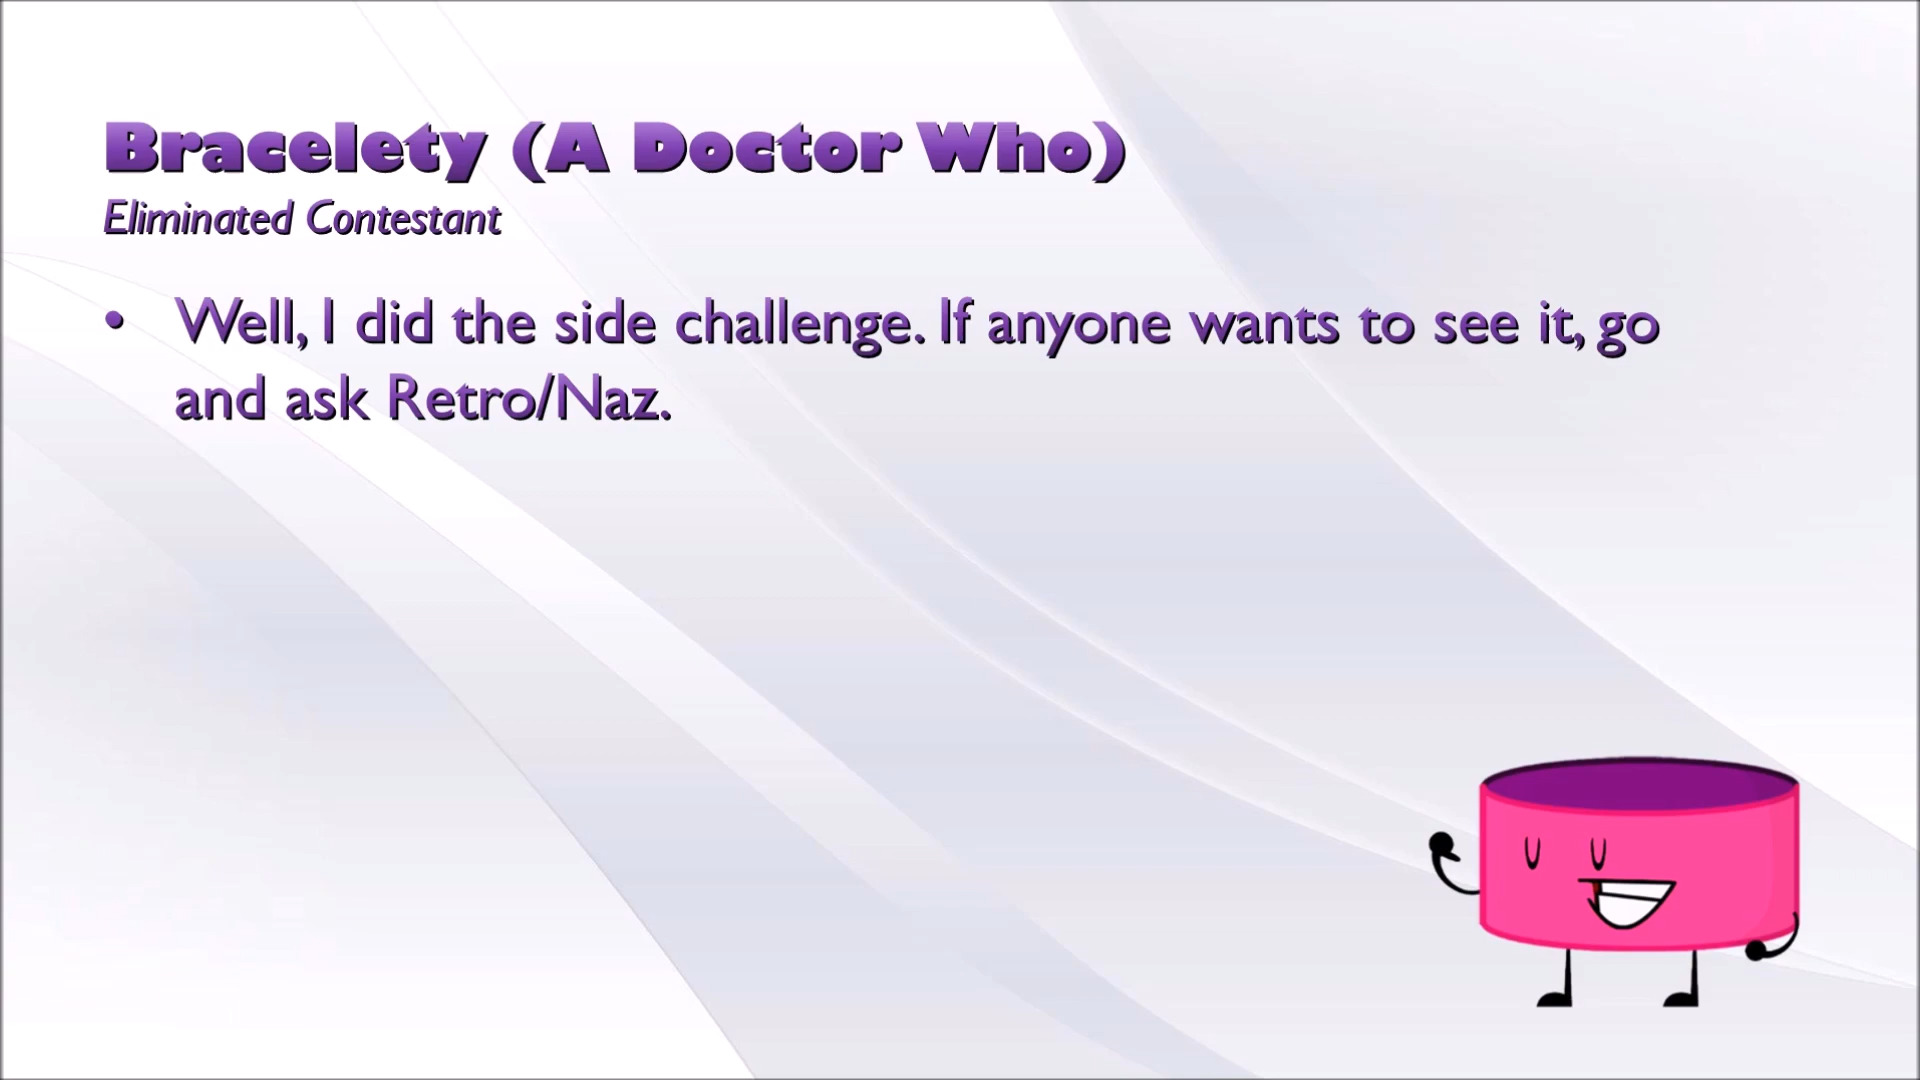 Bracelety (A Doctor Who)
Eliminated Contestant
• Well, I did the side challenge. If anyone wants to see it, go
and ask Retro/Naz.